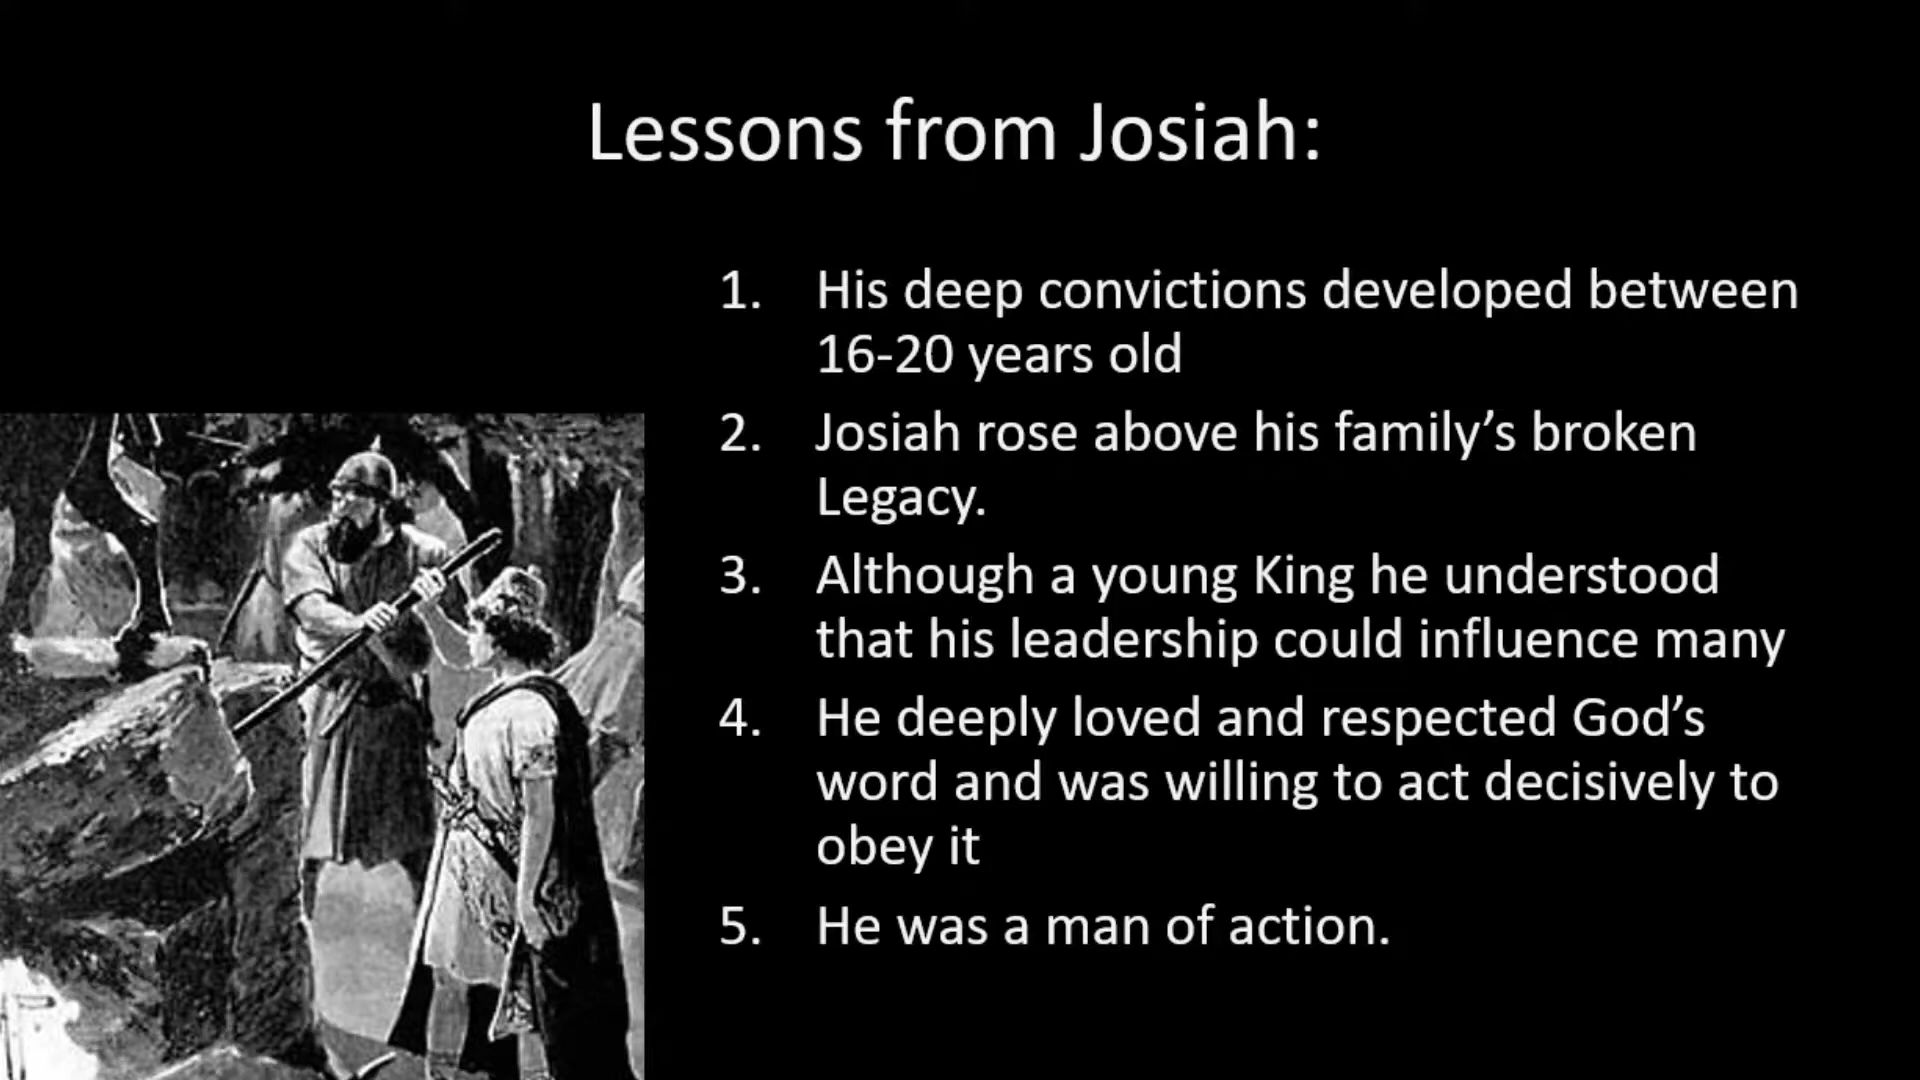 Lessons from Josiah:
1. His deep convictions developed between
16-20 years old
2. Josiah rose above his family’s broken
Legacy.
3. Although a young King he understood
that his leadership could influence many
4. He deeply loved and respected God’s
word and was willing to act decisively to
obey it
5. He was a man of action.